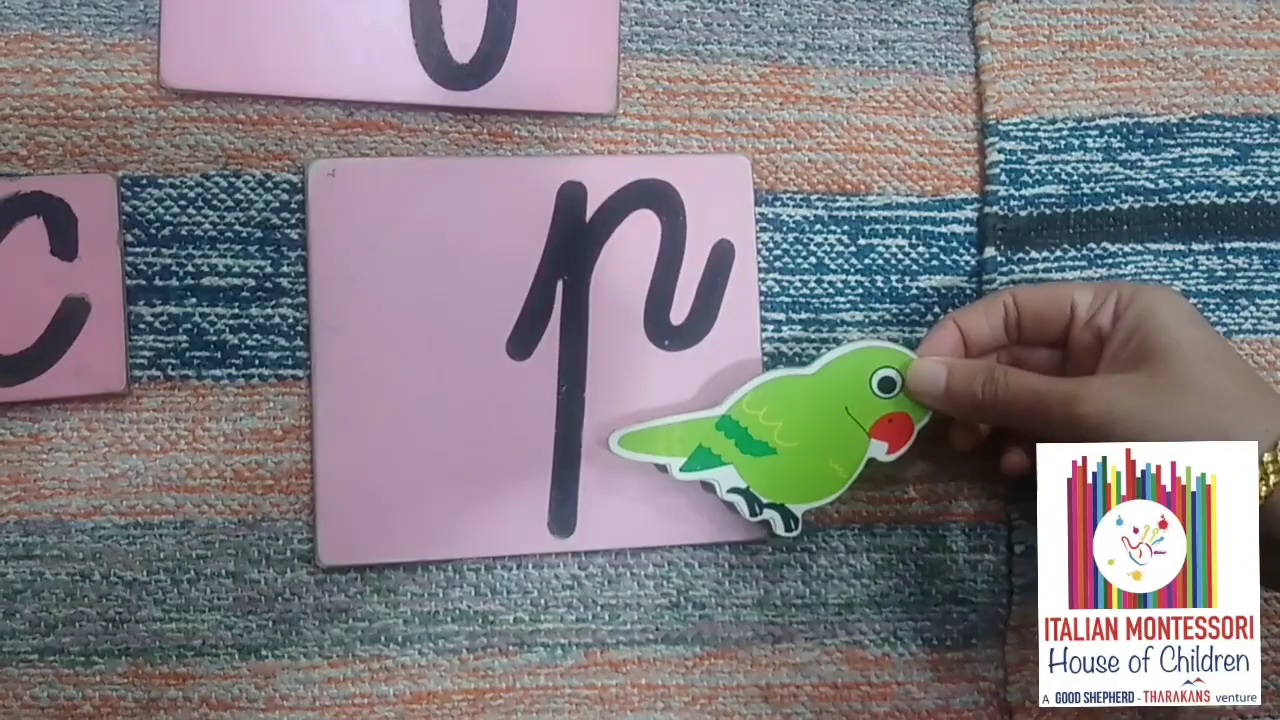 c
p
ITALIAN MONTESSORI
House of Children
A GOOD SHEPHERD - THARAKANS venture